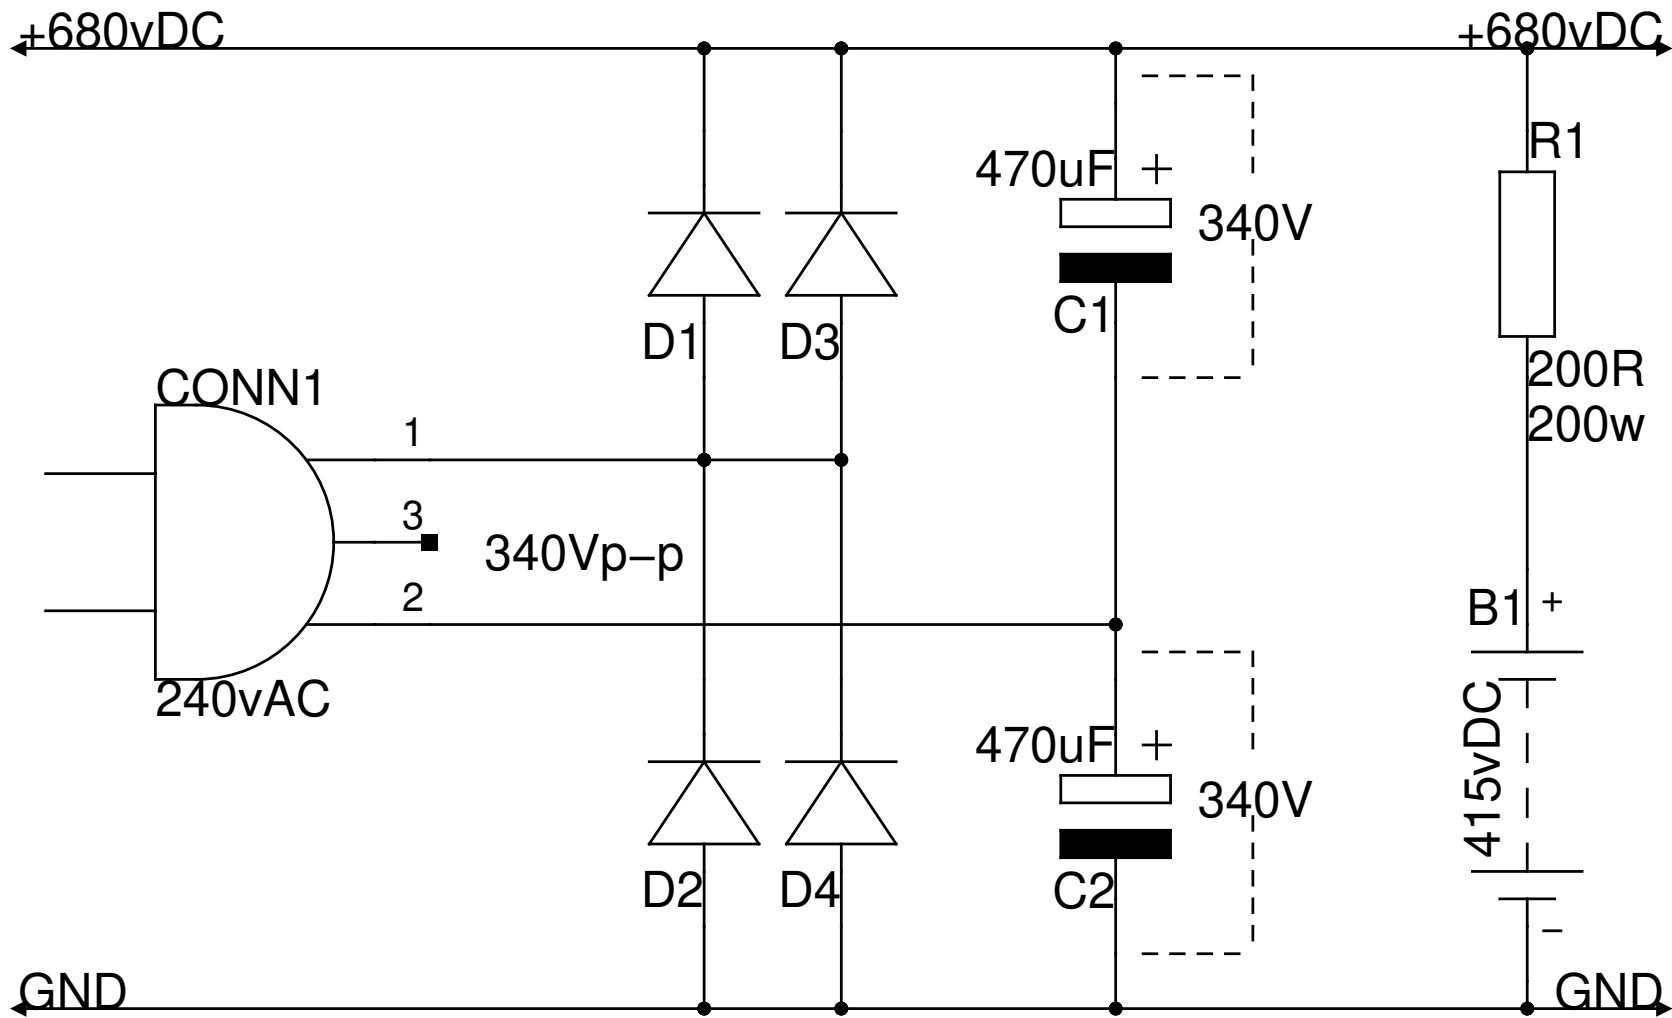 +680vDC
+680vDC
R1
470uF +
340V
C1
D1
D3
200R
200w
CONN1
1
3
340Vp-p
2
240vAC
B1 +
415vDC
470uF +
340V
C2
D2
D4
-
GND
GND